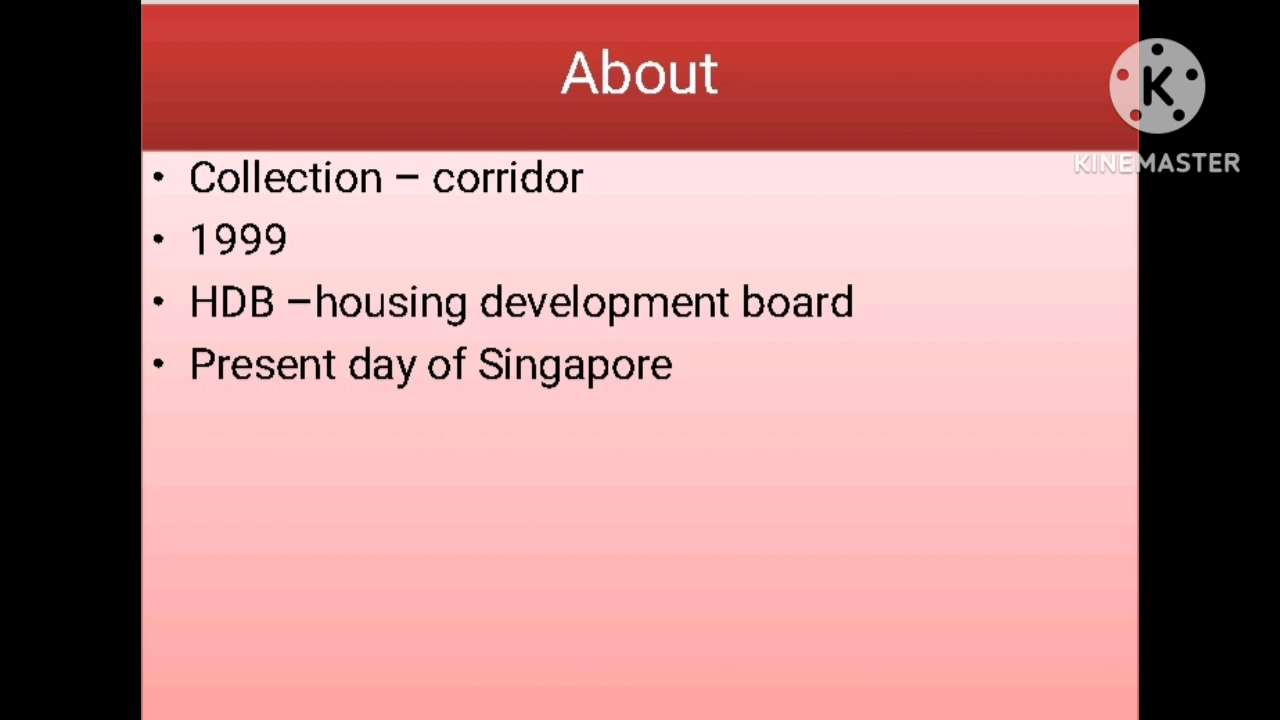 About
K
KINEMASTER
• Collection – corridor
• 1999
• HDB –housing development board
• Present day of Singapore